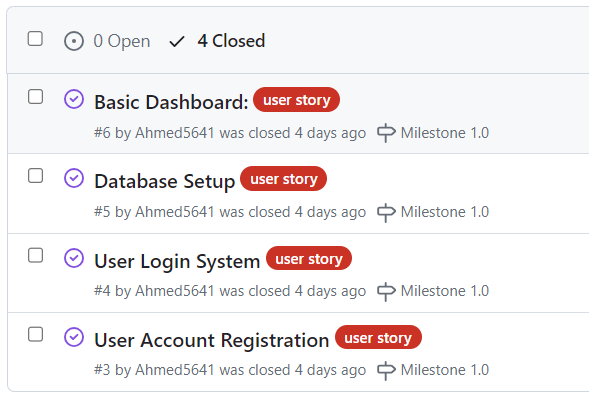 0 Open 4 Closed
Basic Dashboard: user story
#6 by Ahmed5641 was closed 4 days ago Milestone 1.0
Database Setup user story
#5 by Ahmed5641 was closed 4 days ago Milestone 1.0
User Login System user story
#4 by Ahmed5641 was closed 4 days ago Milestone 1.0
User Account Registration user story
#3 by Ahmed5641 was closed 4 days ago Milestone 1.0